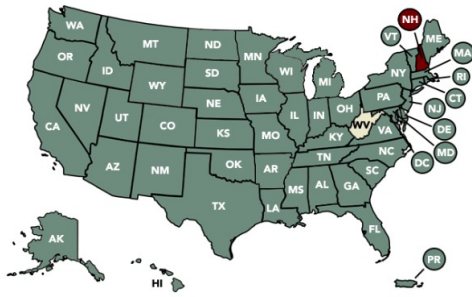 WA
MT
ND
MN
VT
NH
ME
OR
ID
SD
WI
MI
NY
MA
RI
CT
WY
NE
IA
PA
NJ
NV
UT
CO
KS
MO
IL
IN
OH
WV
VA
DE
MD
DC
CA
KY
AZ
NM
OK
AR
TN
NC
SC
TX
LA
MS
AL
GA
FL
AK
HI
PR